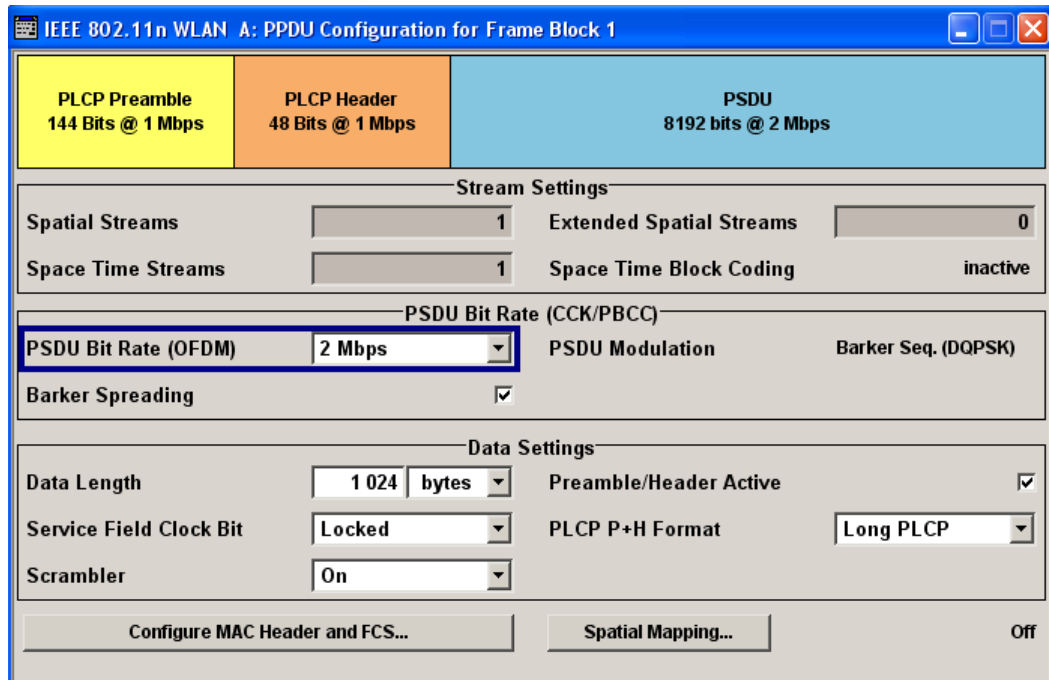 IEEE 802.11n WLAN A: PPDU Configuration for Frame Block 1
PLCP Preamble
144 Bits @ 1 Mbps
PLCP Header
48 Bits @ 1 Mbps
PSDU
8192 bits @ 2 Mbps
Stream Settings
Spatial Streams 1 Extended Spatial Streams 0
Space Time Streams 1 Space Time Block Coding inactive
PSDU Bit Rate (CCK/PBCC)
PSDU Bit Rate (OFDM) 2 Mbps PSDU Modulation Barker Seq. (DQPSK)
Barker Spreading
Data Settings
Data Length 1 024 bytes Preamble/Header Active
Service Field Clock Bit Locked PLCP P+H Format Long PLCP
Scrambler On
Configure MAC Header and FCS... Spatial Mapping... Off